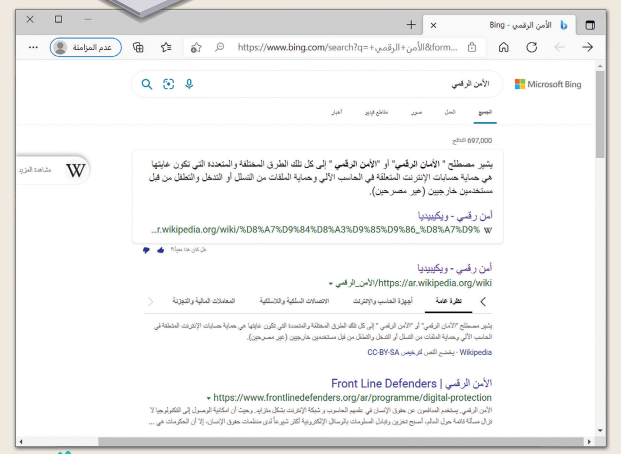 الأمن الرقمي - Bing
https://www.bing.com/search?q=+الأمن+الرقمي&form...
عدم المزامنة
Microsoft Bing
الأمن الرقمي
الجميع العمل صور مقاطع فيديو أخبار
697,000 النتائج
يشير مصطلح " الأمان الرقمي" أو "الأمن الرقمي " إلى كل تلك الطرق المختلفة والمتعدده التي تكون غايتها
هي حماية حسابات الإنترنت المتعلقة في الحاسب الآلي وحماية الملفات من التسلل أو التدخل والتطفل من قبل
مستخدمين خارجيين (غير مصرحين).
أمن رقمي - ويكيبيديا
W ...r.wikipedia.org/wiki/%D8%A7%D9%84%D8%A3%D9%85%D9%86_%D8%A7%D9%
هل كان هذا مفيدًا؟
W مشاهدة المزيد
أمن رقمي - ويكيبيديا
https://ar.wikipedia.org/wiki/الأمن_الرقمي
نظرة عامة أجهزة الحاسب والإنترنت الاتصالات السلكية واللاسلكية المعاملات المالية والتجزئة
يشير مصطلح "الأمان الرقمي" أو "الأمن الرقمي " إلى كل تلك الطرق المختلفة والمتعددة التي تكون غايتها هي حماية حسابات الإنترنت المتعلقة في
الحاسب الآلي وحماية الملفات من التسلل أو التدخل والتطفل من قبل مستخدمين خارجيين (غير مصرحين).
Wikipedia · يخضع النص لترخيص CC-BY-SA
الأمن الرقمي | Front Line Defenders
https://www.frontlinedefenders.org/ar/programme/digital-protection
الأمن الرقمي. يستخدم المدافعون عن حقوق الإنسان في علمهم الحاسوب و شبكة الإنترنت بشكل متزايد. وحيث أن امكانية الوصول إلى التكنولوجيا لا
تزال مسألة قائمة حول العالم، أصبح تخزين وتبادل المعلومات بالوسائل الإلكترونية أكثر شيوعاً لدى منظمات حقوق الإنسان، إلا أن الحكومات هي ...